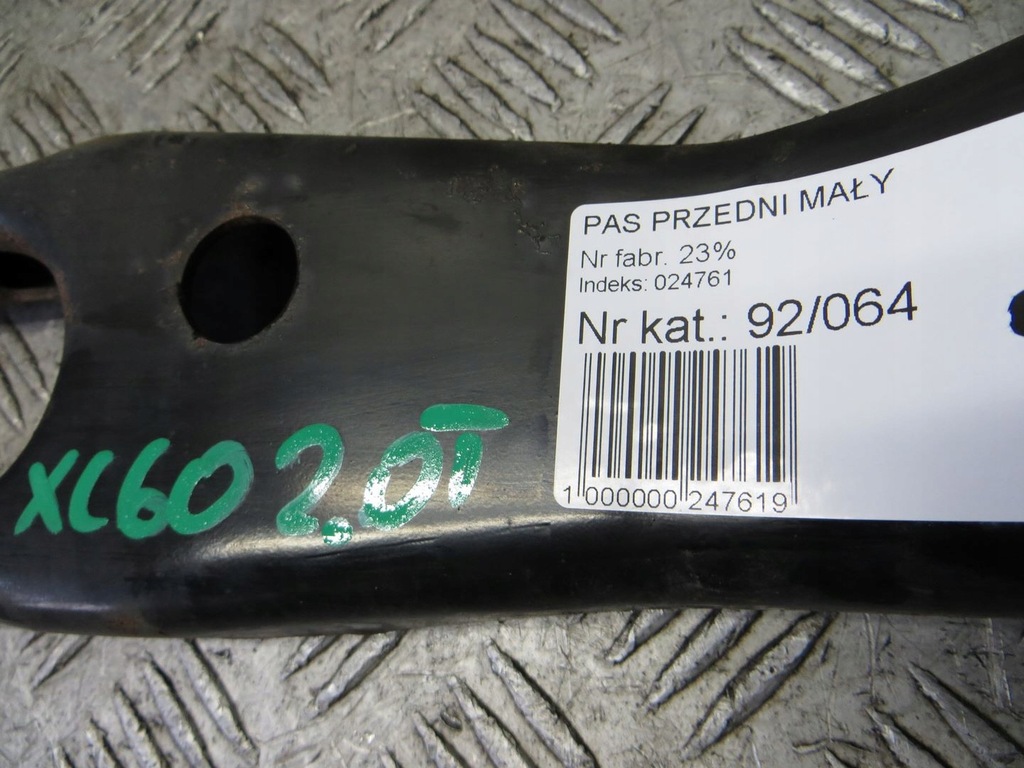 PAS PRZEDNI MAŁY
Nr fabr. 23%
Indeks: 024761
Nr kat.: 92/064
1 000000 247619
XC60 2.0T